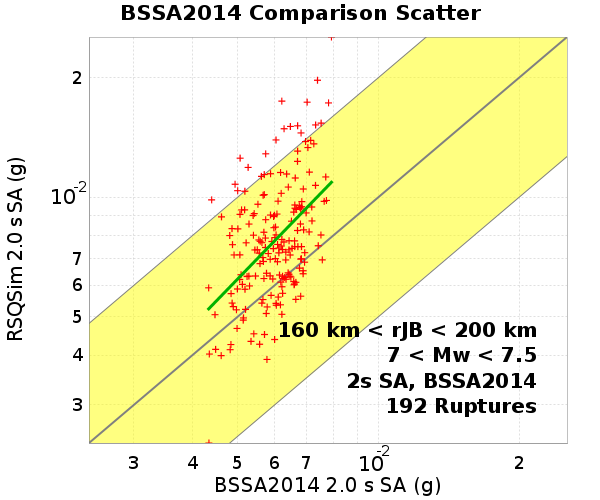 BSSA2014 Comparison Scatter
RSQSim 2.0 s SA (g)
2
10-2
7
6
5
4
3
160 km < rJB < 200 km
7 < Mw < 7.5
2s SA, BSSA2014
192 Ruptures
3 4 5 6 7 10-2 2
BSSA2014 2.0 s SA (g)